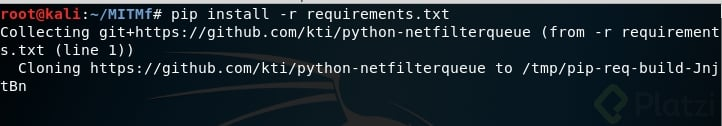 root@kali:~/MITMf# pip install -r requirements.txt
Collecting git+https://github.com/kti/python-netfilterqueue (from -r requirement
s.txt (line 1))
  Cloning https://github.com/kti/python-netfilterqueue to /tmp/pip-req-build-Jnj
tBn
Platzi